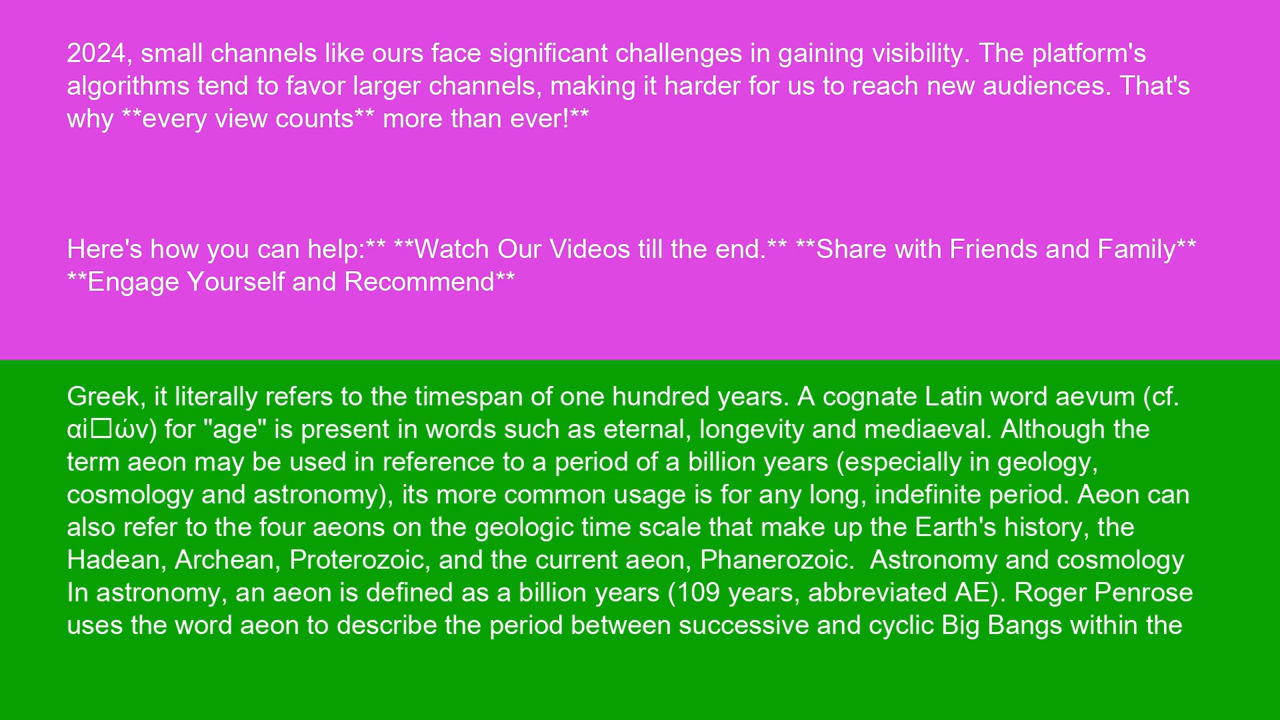 2024, small channels like ours face significant challenges in gaining visibility. The platform's
algorithms tend to favor larger channels, making it harder for us to reach new audiences. That's
why **every view counts** more than ever!**
Here's how you can help:** **Watch Our Videos till the end.** **Share with Friends and Family**
**Engage Yourself and Recommend**
Greek, it literally refers to the timespan of one hundred years. A cognate Latin word aevum (cf.
αἰ□ών) for "age" is present in words such as eternal, longevity and mediaeval. Although the
term aeon may be used in reference to a period of a billion years (especially in geology,
cosmology and astronomy), its more common usage is for any long, indefinite period. Aeon can
also refer to the four aeons on the geologic time scale that make up the Earth's history, the
Hadean, Archean, Proterozoic, and the current aeon, Phanerozoic.  Astronomy and cosmology
In astronomy, an aeon is defined as a billion years (109 years, abbreviated AE). Roger Penrose
uses the word aeon to describe the period between successive and cyclic Big Bangs within the